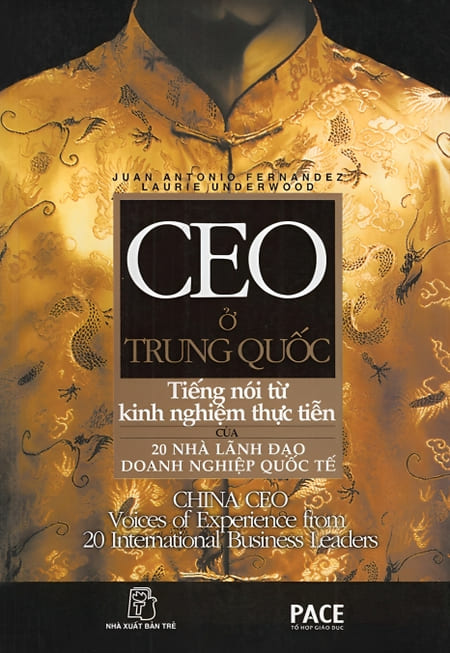 JUAN ANTONIO FERNANDEZ
LAURIE UNDERWOOD
CEO
Ở
TRUNG QUỐC
Tiếng nói từ
kinh nghiệm thực tiễn
CỦA
20 NHÀ LÃNH ĐẠO
DOANH NGHIỆP QUỐC TẾ
CHINA CEO
Voices of Experience from
20 International Business Leaders
NHÀ XUẤT BẢN TRẺ
PACE
TỔ HỢP GIÁO DỤC